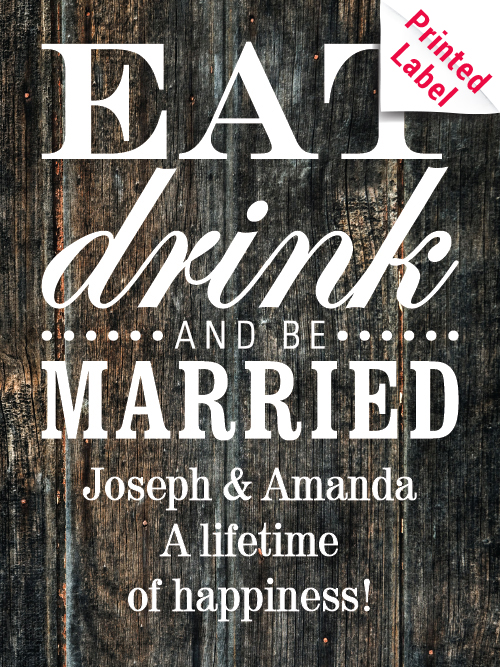 Printed
Label
EAT
drink
AND BE
MARRIED
Joseph & Amanda
A lifetime
of happiness!